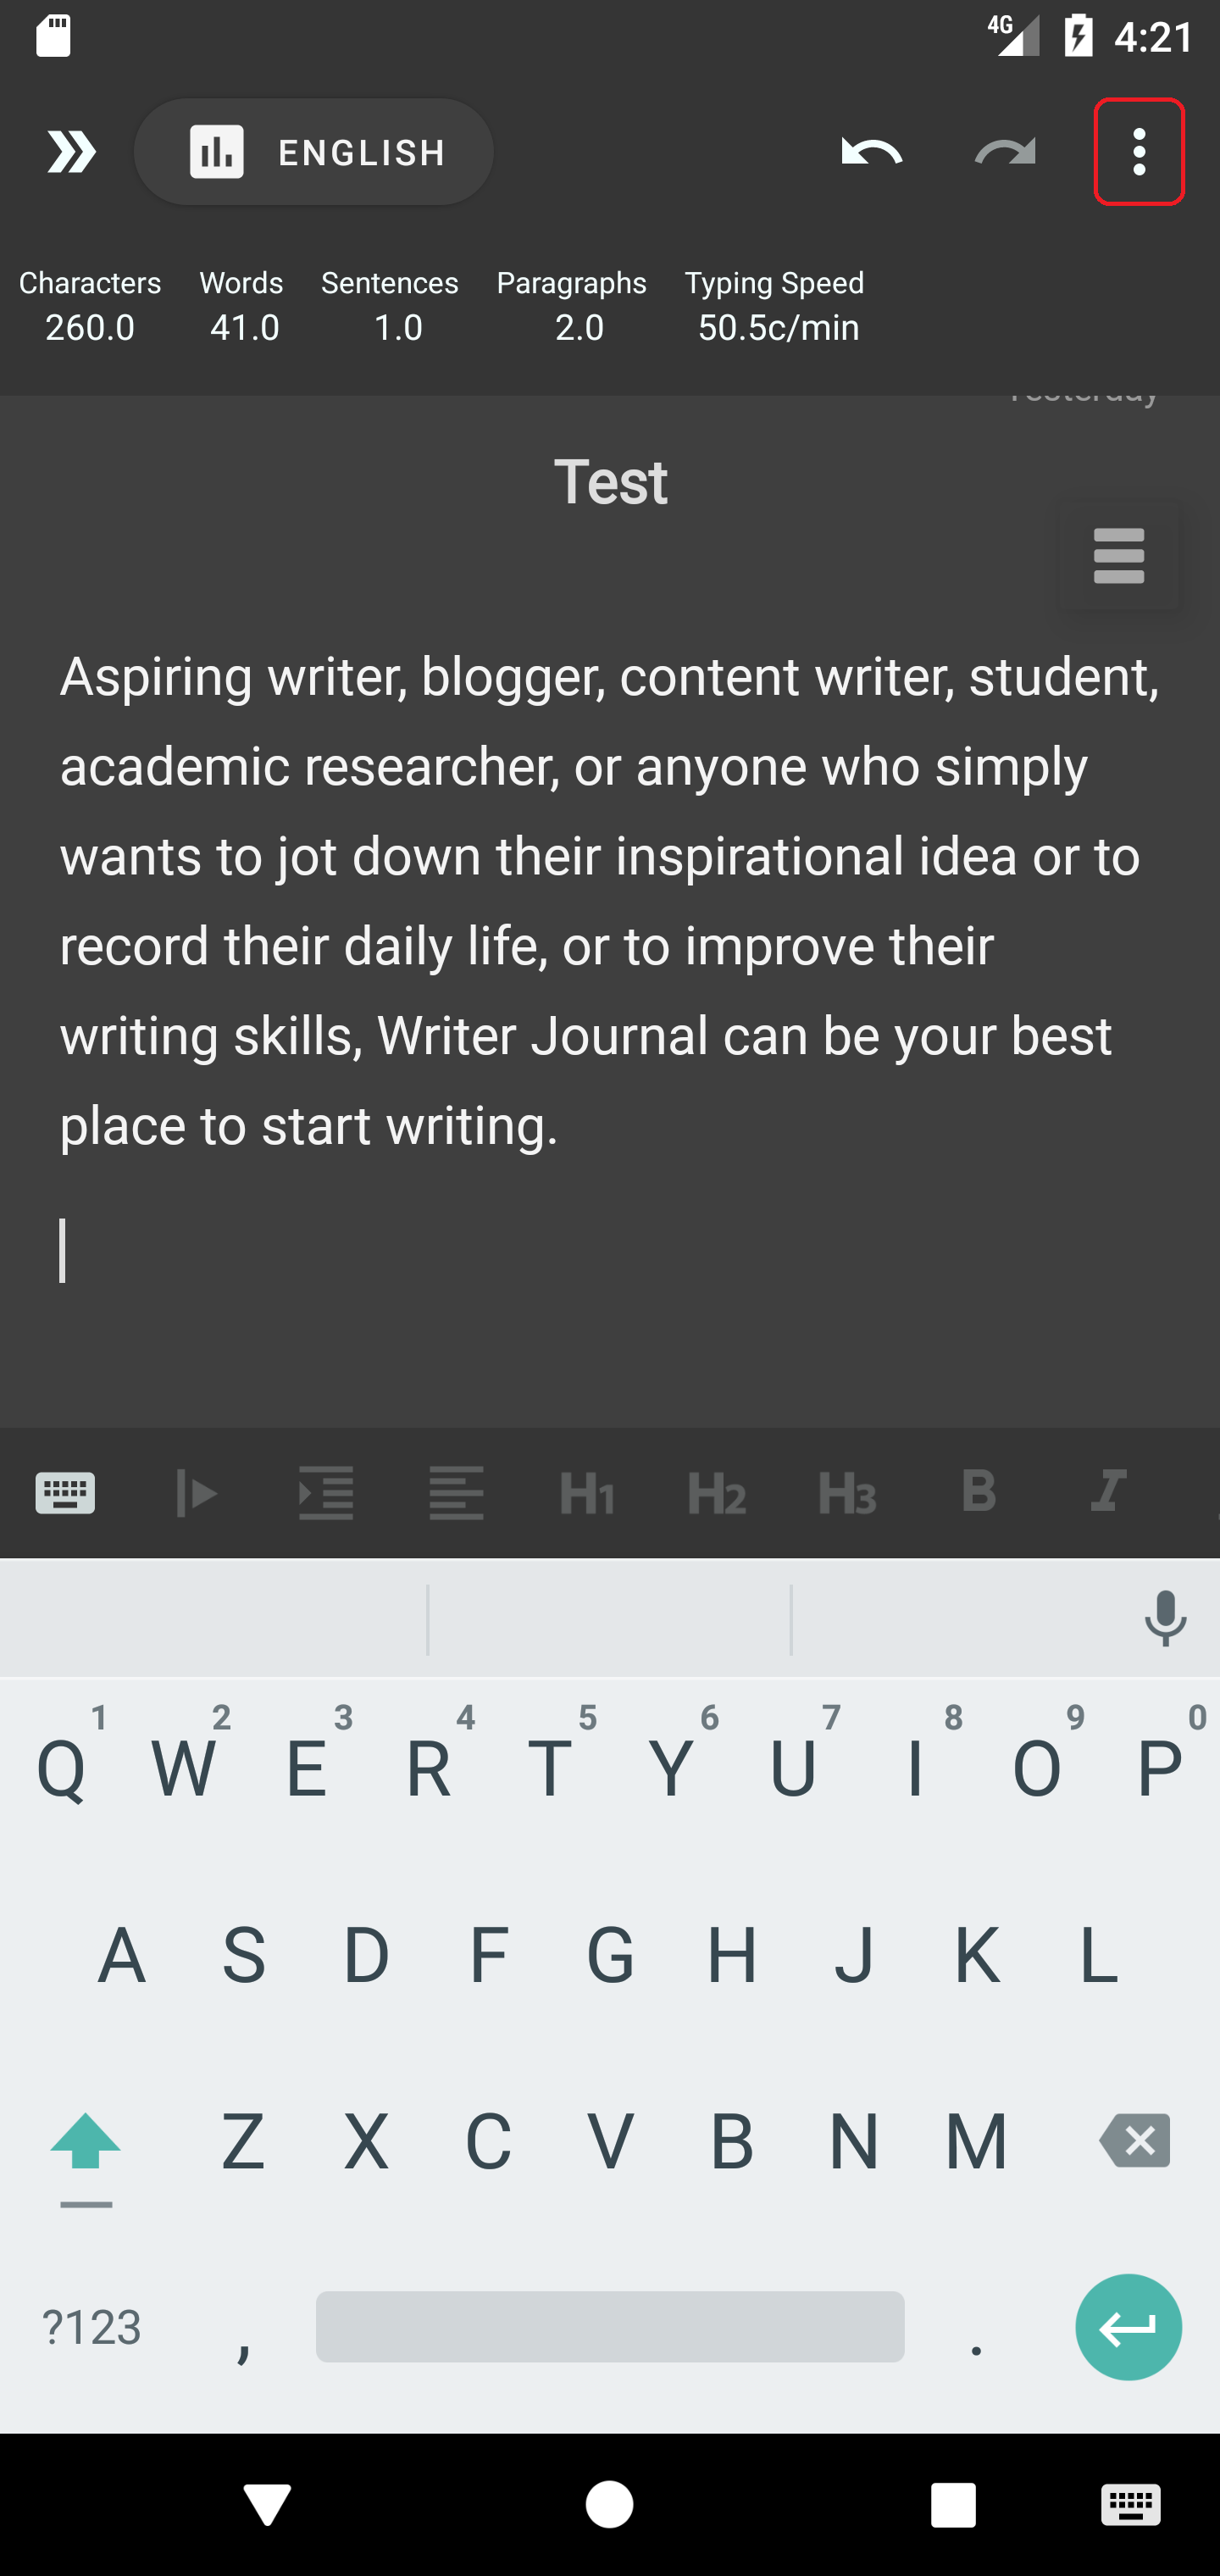 4G 4:21
ENGLISH
Characters Words Sentences Paragraphs Typing Speed
260.0 41.0 1.0 2.0 50.5c/min
Yesterday
Test
Aspiring writer, blogger, content writer, student,
academic researcher, or anyone who simply
wants to jot down their inspirational idea or to
record their daily life, or to improve their
writing skills, Writer Journal can be your best
place to start writing.
H1 H2 H3 B I
1 2 3 4 5 6 7 8 9 0
Q W E R T Y U I O P
A S D F G H J K L
Z X C V B N M
?123 , .